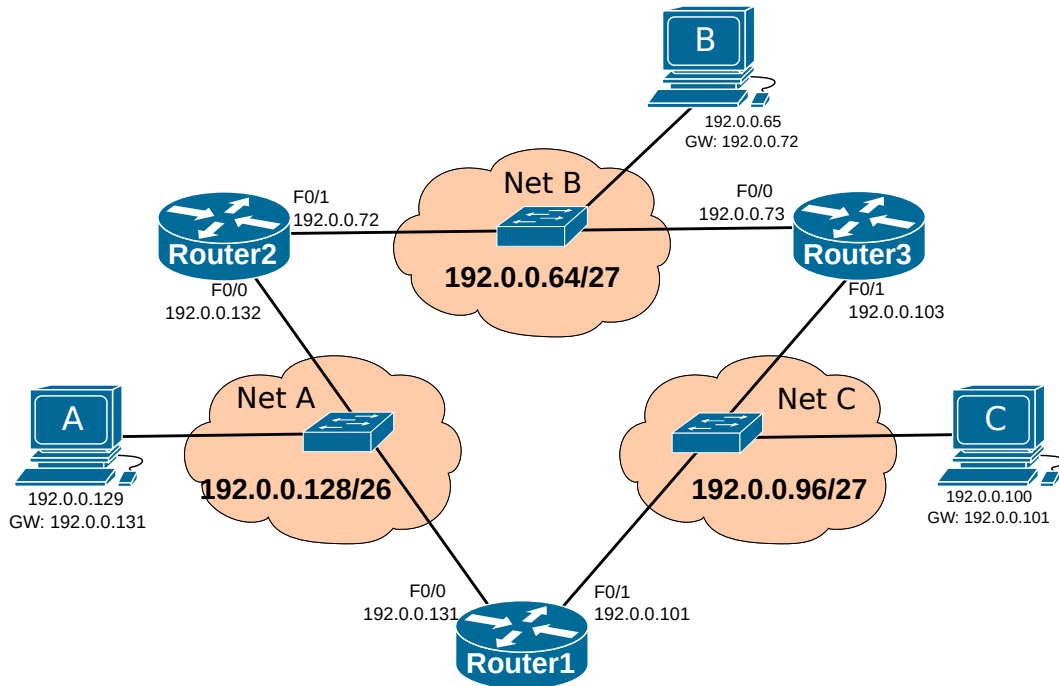 B
192.0.0.65
GW: 192.0.0.72
Net B
F0/1
192.0.0.72
F0/0
192.0.0.73
Router2
Router3
192.0.0.64/27
F0/0
192.0.0.132
F0/1
192.0.0.103
Net A
Net C
A
C
192.0.0.128/26
192.0.0.96/27
192.0.0.129
GW: 192.0.0.131
192.0.0.100
GW: 192.0.0.101
F0/0
192.0.0.131
F0/1
192.0.0.101
Router1